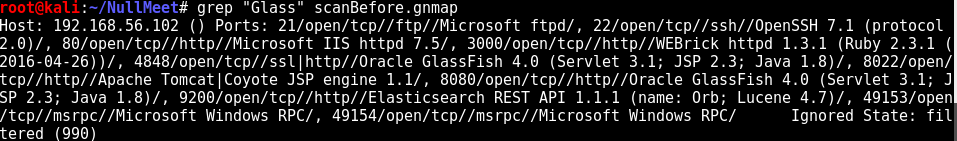 root@kali:~/NullMeet# grep "Glass" scanBefore.gnmap
Host: 192.168.56.102 () Ports: 21/open/tcp//ftp//Microsoft ftpd/, 22/open/tcp//ssh//OpenSSH 7.1 (protocol
2.0)/, 80/open/tcp//http//Microsoft IIS httpd 7.5/, 3000/open/tcp//http//WEBrick httpd 1.3.1 (Ruby 2.3.1 (
2016-04-26))/, 4848/open/tcp//ssl|http//Oracle GlassFish 4.0 (Servlet 3.1; JSP 2.3; Java 1.8)/, 8022/open/
tcp//http//Apache Tomcat|Coyote JSP engine 1.1/, 8080/open/tcp//http//Oracle GlassFish 4.0 (Servlet 3.1; J
SP 2.3; Java 1.8)/, 9200/open/tcp//http//Elasticsearch REST API 1.1.1 (name: Orb; Lucene 4.7)/, 49153/open
/tcp//msrpc//Microsoft Windows RPC/, 49154/open/tcp//msrpc//Microsoft Windows RPC/      Ignored State: fil
tered (990)